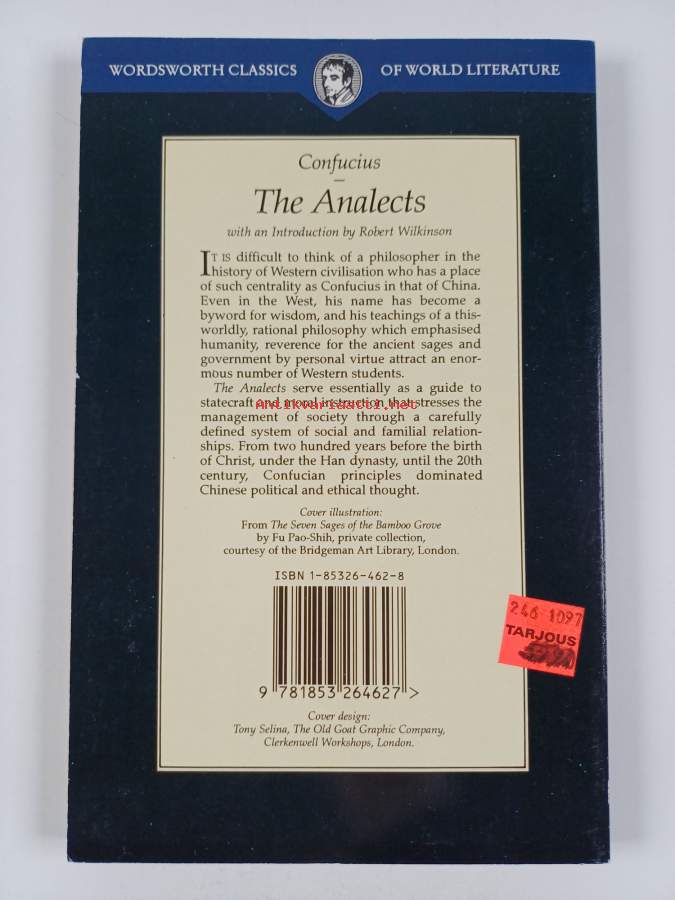 WORDSWORTH CLASSICS OF WORLD LITERATURE
Confucius
The Analects
with an Introduction by Robert Wilkinson
IT IS difficult to think of a philosopher in the
history of Western civilisation who has a place
of such centrality as Confucius in that of China.
Even in the West, his name has become a
byword for wisdom, and his teachings of a this-
worldly, rational philosophy which emphasised
humanity, reverence for the ancient sages and
government by personal virtue attract an enor-
mous number of Western students.
The Analects serve essentially as a guide to
statecraft and moral instruction that stresses the
Antikvariaatti.net
management of society through a carefully
defined system of social and familial relation-
ships. From two hundred years before the birth
of Christ, under the Han dynasty, until the 20th
century, Confucian principles dominated
Chinese political and ethical thought.
Cover illustration:
From The Seven Sages of the Bamboo Grove
by Fu Pao-Shih, private collection,
courtesy of the Bridgeman Art Library, London.
ISBN 1-85326-462-8
9 781853 264627 >
246 1097
TARJOUS
Cover design:
Tony Selina, The Old Goat Graphic Company,
Clerkenwell Workshops, London.